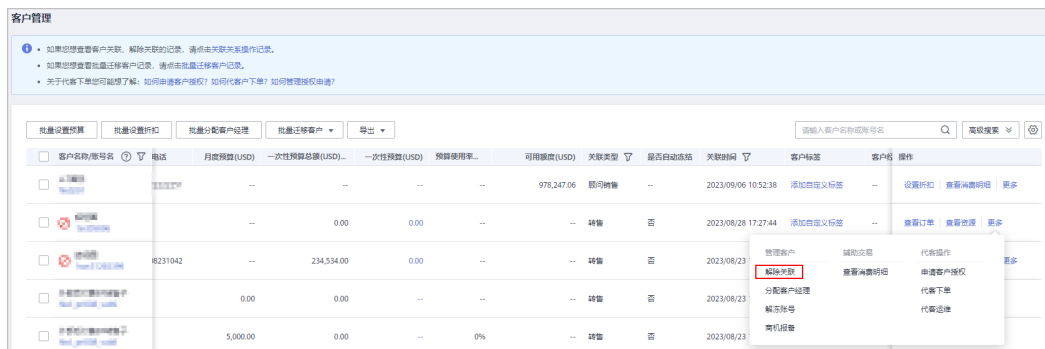 客户管理
如果您想查看客户关联、解除关联的记录，请点击关联关系操作记录。
如果您想查看批量迁移客户记录，请点击批量迁移客户记录。
关于代客下单您可能想了解：如何申请客户授权？如何代客下单？如何管理授权申请？
批量设置预算 批量设置折扣 批量分配客户经理 批量迁移客户 导出 请输入客户名称或账号名 高级搜索
客户名称/账号名 电话 月度预算(USD) 一次性预算总额(USD)... 一次性预算(USD) 预算使用率... 可用额度(USD) 关联类型 是否自动冻结 关联时间 客户标签 客户经 操作
-- -- -- -- 978,247.06 顾问销售 -- 2023/09/06 10:52:38 添加自定义标签 -- 设置折扣 查看消费明细 更多
-- 0.00 0.00 -- -- 转售 否 2023/08/28 17:27:44 添加自定义标签 -- 查看订单 查看资源 更多
8231042 -- 234,534.00 0.00 -- -- 转售 否 2023/08/23 更多
0.00 0.00 -- -- -- 转售 否 2023/08/23
5,000.00 0.00 -- 0% -- 转售 否 2023/08/23
管理客户 辅助交易 代客操作
解除关联 查看消费明细 申请客户授权
分配客户经理 代客下单
解冻账号 代客运维
商机报备